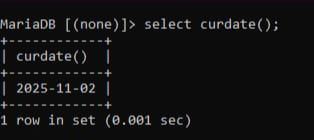 MariaDB [(none)]> select curdate();
+------------+
| curdate()  |
+------------+
| 2025-11-02 |
+------------+
1 row in set (0.001 sec)